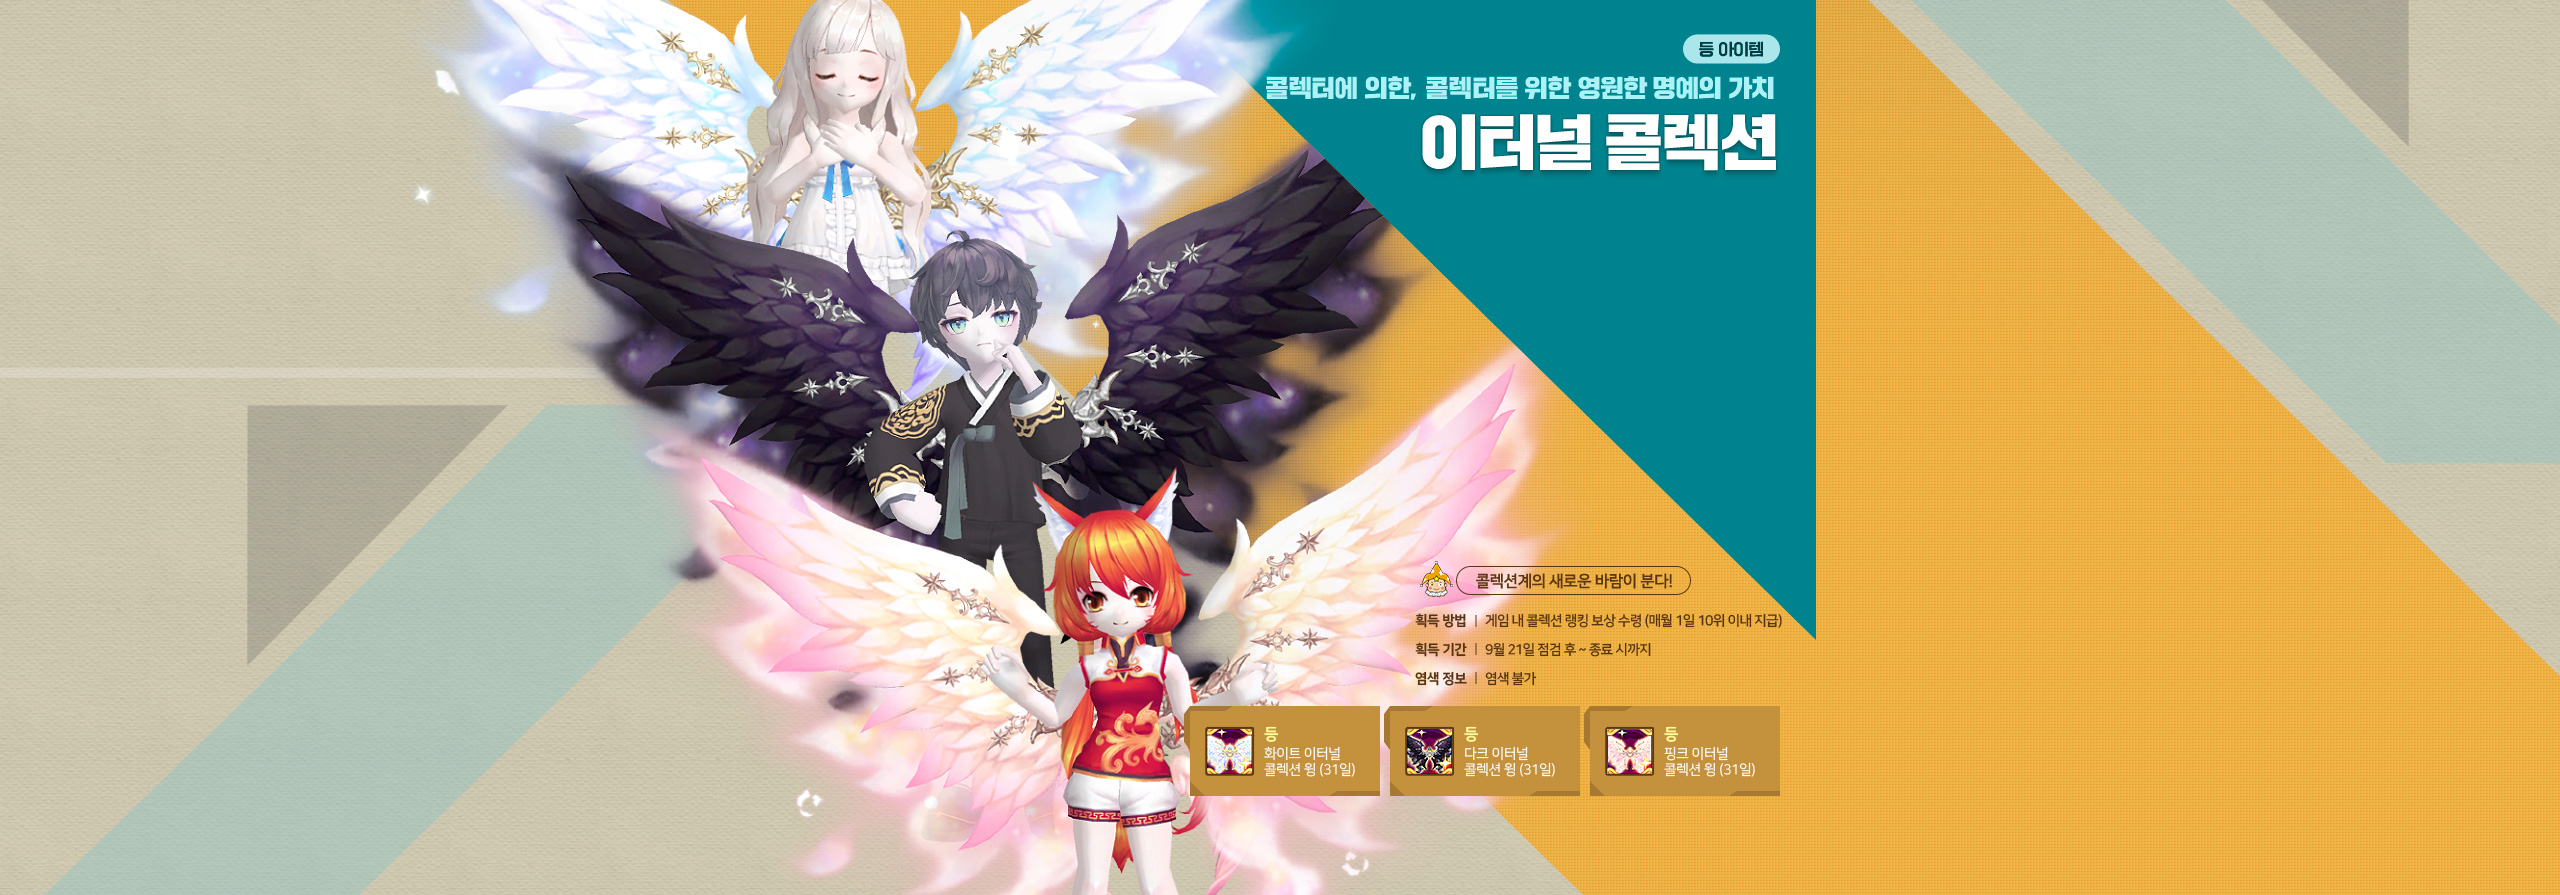 등 아이템
콜렉터에 의한, 콜렉터를 위한 영원한 명예의 가치
이터널 콜렉션
콜렉션계의 새로운 바람이 분다!
획득 방법 | 게임 내 콜렉션 랭킹 보상 수령 (매월 1일 10위 이내 지급)
획득 기간 | 9월 21일 점검 후 ~ 종료 시까지
염색 정보 | 염색 불가
등
화이트 이터널
콜렉션 윙 (31일)
등
다크 이터널
콜렉션 윙 (31일)
등
핑크 이터널
콜렉션 윙 (31일)